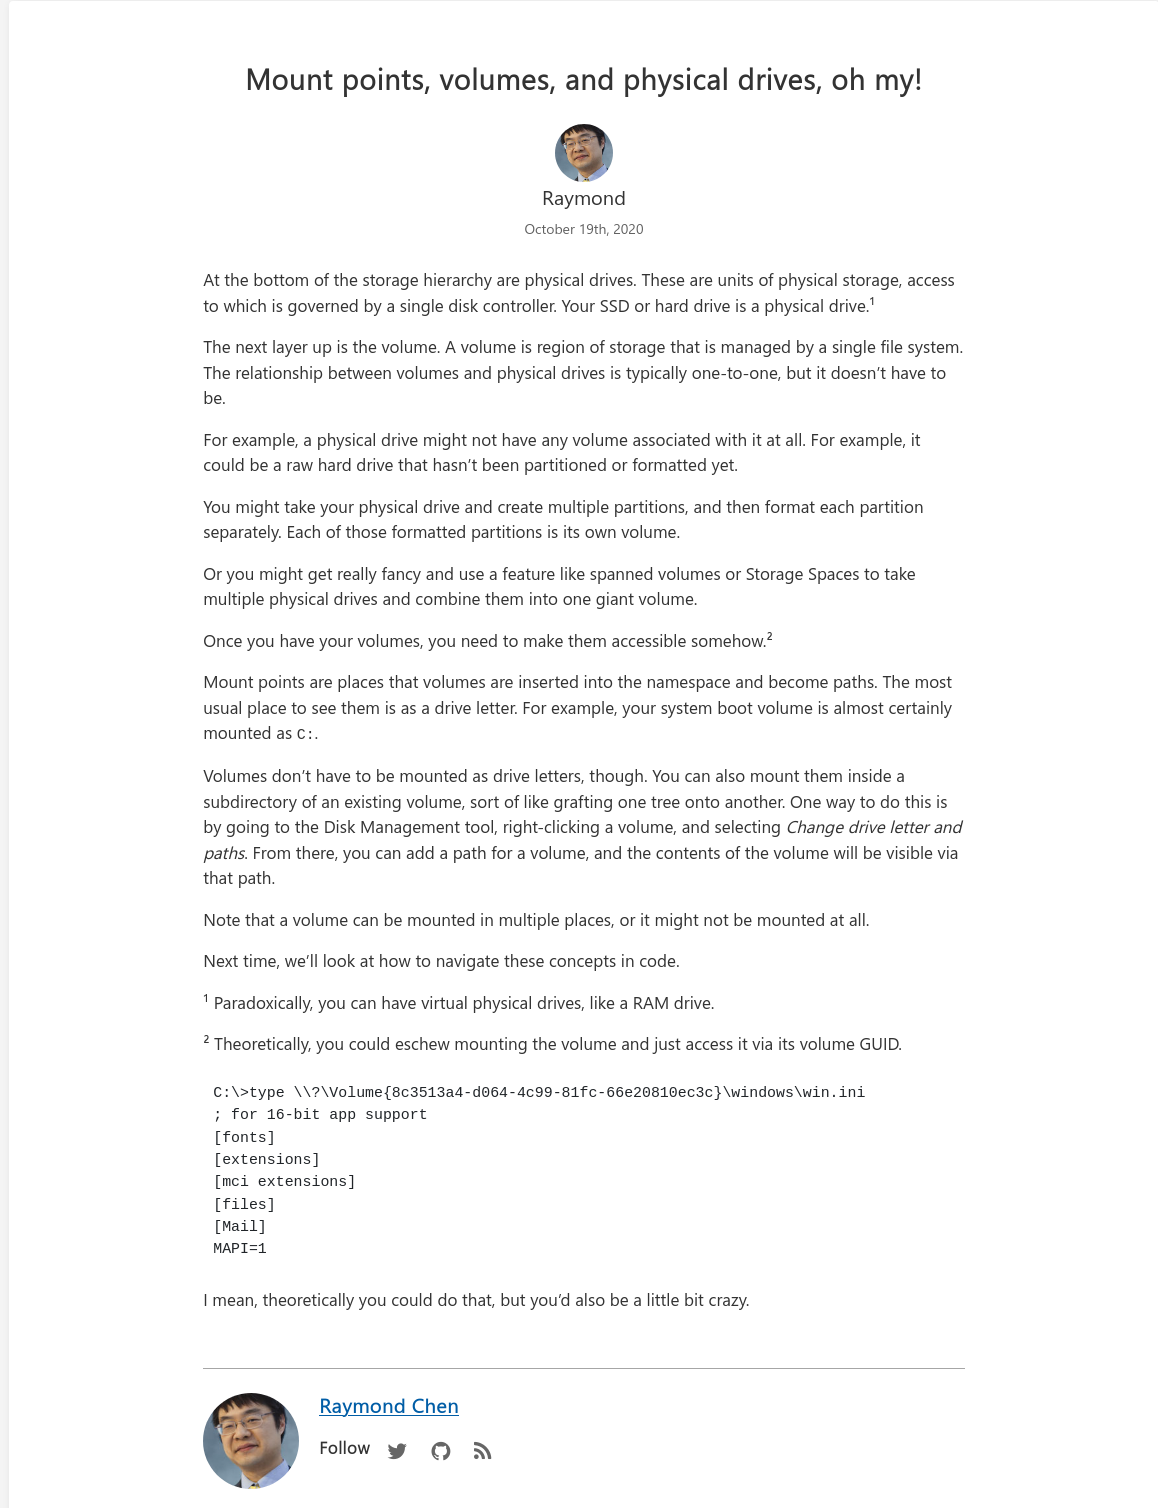 Mount points, volumes, and physical drives, oh my!
Raymond
October 19th, 2020
At the bottom of the storage hierarchy are physical drives. These are units of physical storage, access
to which is governed by a single disk controller. Your SSD or hard drive is a physical drive.¹
The next layer up is the volume. A volume is region of storage that is managed by a single file system.
The relationship between volumes and physical drives is typically one-to-one, but it doesn’t have to
be.
For example, a physical drive might not have any volume associated with it at all. For example, it
could be a raw hard drive that hasn’t been partitioned or formatted yet.
You might take your physical drive and create multiple partitions, and then format each partition
separately. Each of those formatted partitions is its own volume.
Or you might get really fancy and use a feature like spanned volumes or Storage Spaces to take
multiple physical drives and combine them into one giant volume.
Once you have your volumes, you need to make them accessible somehow.²
Mount points are places that volumes are inserted into the namespace and become paths. The most
usual place to see them is as a drive letter. For example, your system boot volume is almost certainly
mounted as C:.
Volumes don’t have to be mounted as drive letters, though. You can also mount them inside a
subdirectory of an existing volume, sort of like grafting one tree onto another. One way to do this is
by going to the Disk Management tool, right-clicking a volume, and selecting Change drive letter and
paths. From there, you can add a path for a volume, and the contents of the volume will be visible via
that path.
Note that a volume can be mounted in multiple places, or it might not be mounted at all.
Next time, we’ll look at how to navigate these concepts in code.
¹ Paradoxically, you can have virtual physical drives, like a RAM drive.
² Theoretically, you could eschew mounting the volume and just access it via its volume GUID.
C:\>type \\?\Volume{8c3513a4-d064-4c99-81fc-66e20810ec3c}\windows\win.ini
; for 16-bit app support
[fonts]
[extensions]
[mci extensions]
[files]
[Mail]
MAPI=1
I mean, theoretically you could do that, but you’d also be a little bit crazy.
Raymond Chen
Follow